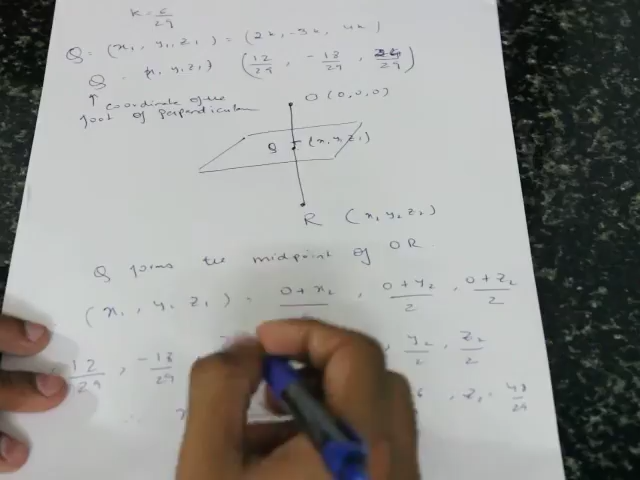 K = 6/29
Q = (x₁, y₁, z₁) = (2k, -3k, 4k)
Q = x₁ y₁ z₁) (12/29, -18/29, 24/29)
↑ coordinate of the
foot of perpendicular
O (0,0,0)
Q (x₁, y₁, z₁)
R (x₂ y₂ z₂)
Q forms the midpoint of OR.
(x₁, y₁, z₁) = 0+x₂, 0+y₂/2, 0+z₂/2
12/29, -18/29 y₂/2, z₂/2
6, z₂ = 48/29